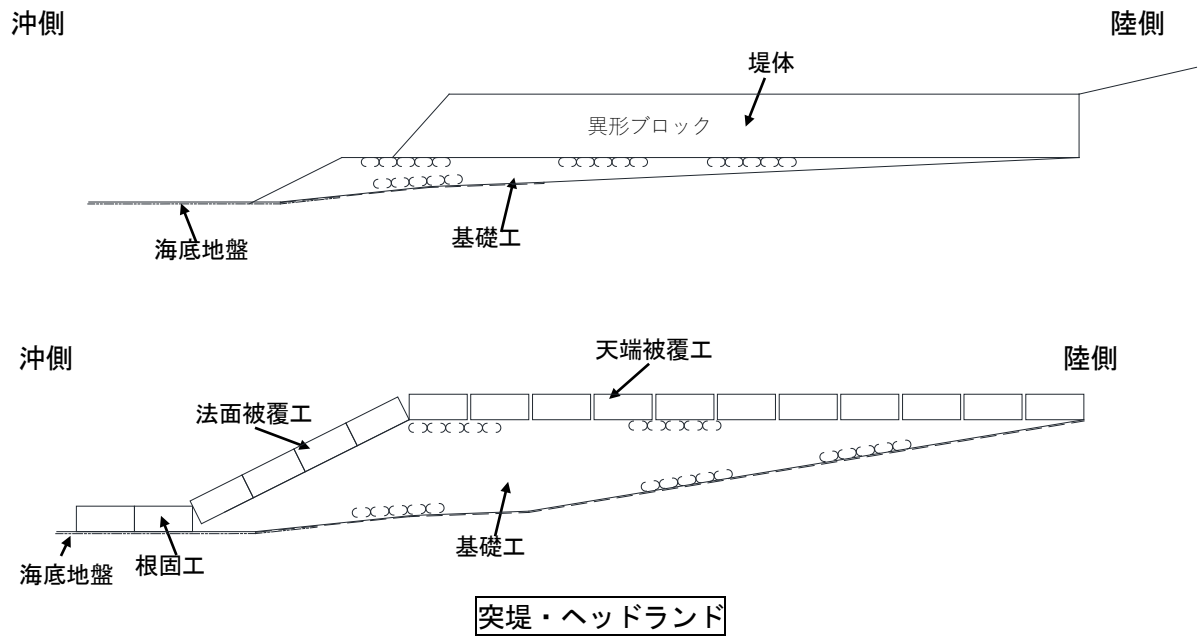 沖側
陸側
堤体
異形ブロック
基礎工
海底地盤
沖側
陸側
天端被覆工
法面被覆工
基礎工
根固工
海底地盤
突堤・ヘッドランド